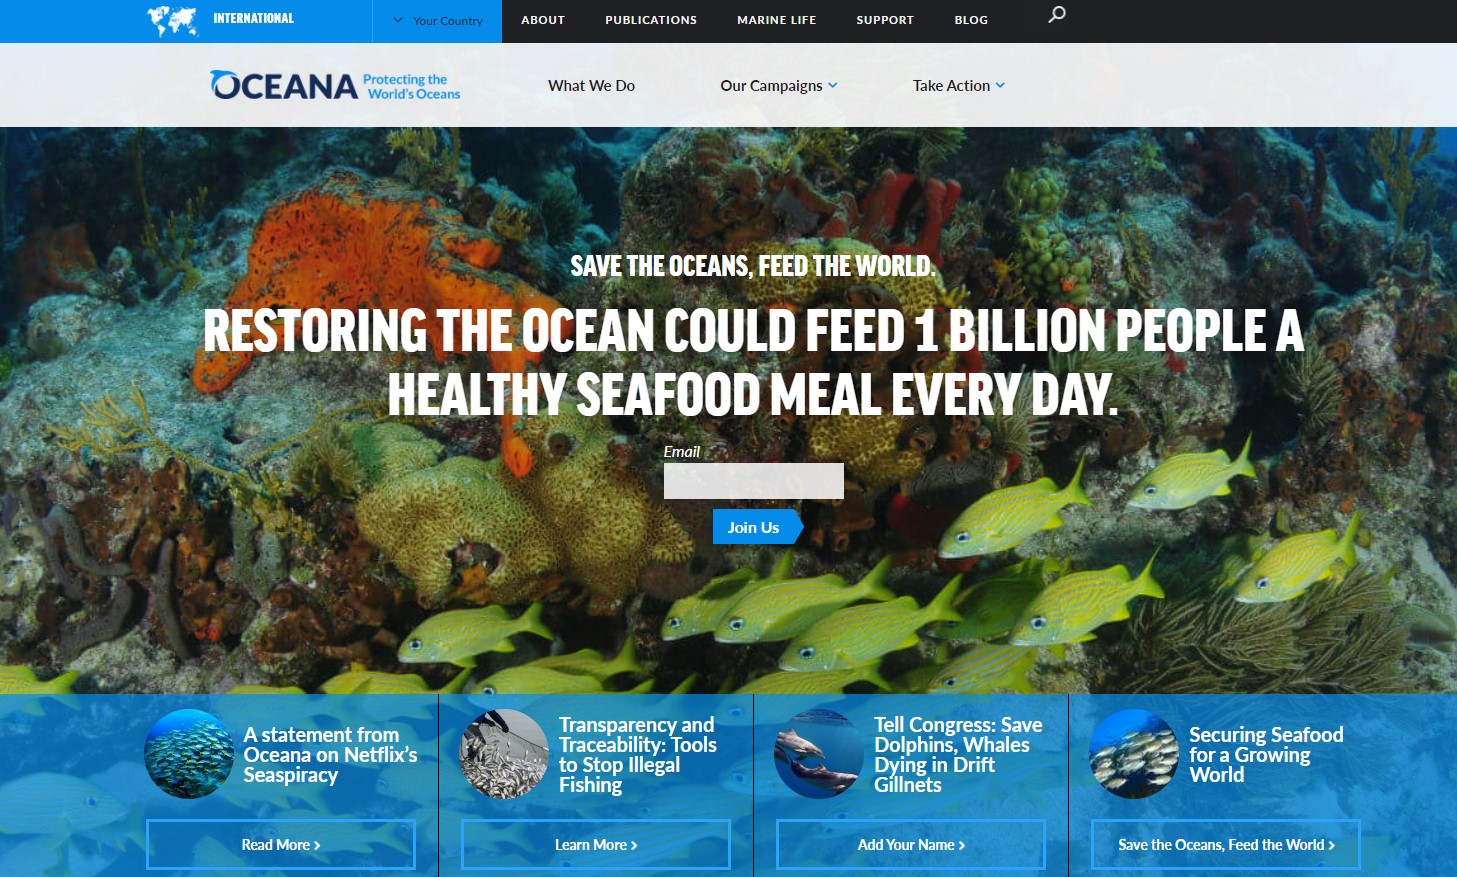 INTERNATIONAL
Your Country
ABOUT
PUBLICATIONS
MARINE LIFE
SUPPORT
BLOG
OCEANA Protecting the
World's Oceans
What We Do
Our Campaigns
Take Action
SAVE THE OCEANS, FEED THE WORLD.
RESTORING THE OCEAN COULD FEED 1 BILLION PEOPLE A
HEALTHY SEAFOOD MEAL EVERY DAY.
Email
Join Us
A statement from
Oceana on Netflix's
Seaspiracy
Read More ›
Transparency and
Traceability: Tools
to Stop Illegal
Fishing
Learn More ›
Tell Congress: Save
Dolphins, Whales
Dying in Drift
Gillnets
Add Your Name ›
Securing Seafood
for a Growing
World
Save the Oceans, Feed the World ›